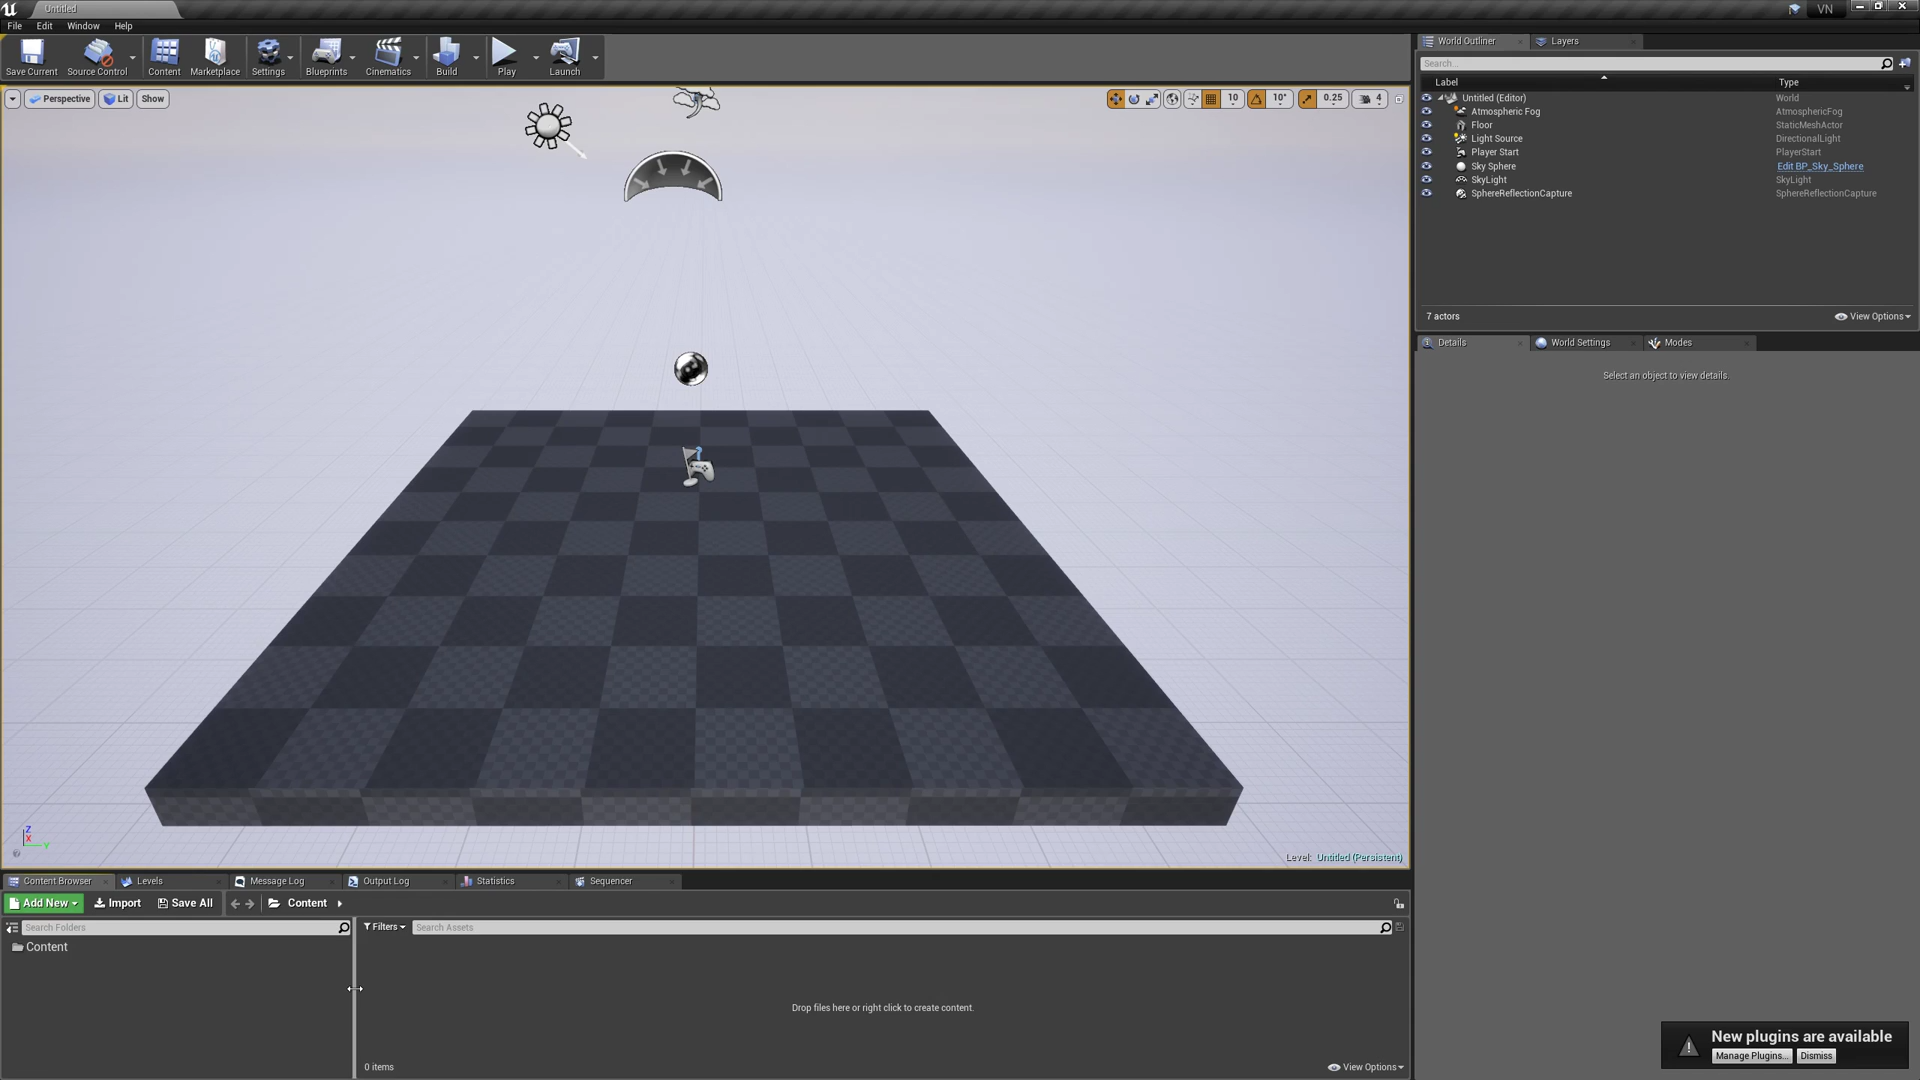 Untitled
VN
File Edit Window Help
Save Current Source Control Content Marketplace Settings Blueprints Cinematics Build Play Launch
Perspective Lit Show
10 10° 0.25 4
Level: Untitled (Persistent)
Z
X
Y
World Outliner Layers
Search...
Label Type
Untitled (Editor) World
Atmospheric Fog AtmosphericFog
Floor StaticMeshActor
Light Source DirectionalLight
Player Start PlayerStart
Sky Sphere Edit BP_Sky_Sphere
SkyLight SkyLight
SphereReflectionCapture SphereReflectionCapture
7 actors View Options
Details World Settings Modes
Select an object to view details.
Content Browser Levels Message Log Output Log Statistics Sequencer
Add New Import Save All Content
Search Folders Filters Search Assets
Content
Drop files here or right click to create content.
0 items View Options
New plugins are available
Manage Plugins... Dismiss